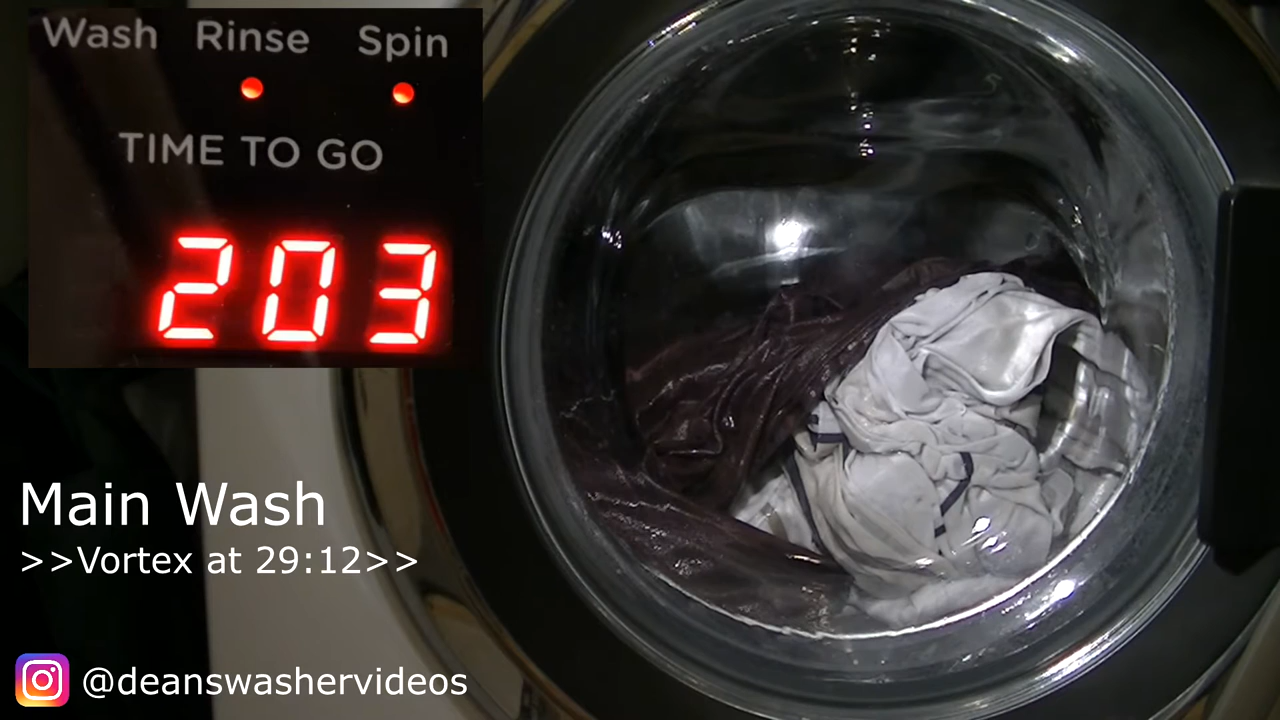 Wash Rinse Spin
TIME TO GO
203
Main Wash
>>Vortex at 29:12>>
@deanswashervideos